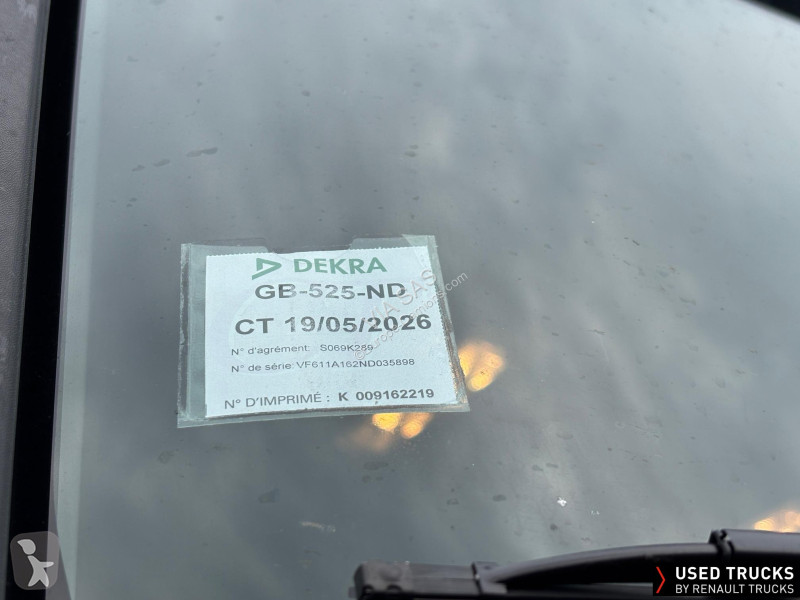 DEKRA
GB-525-ND
CT 19/05/2026
N° d'agrément: S069K289
N° de série: VF611A162ND035898
N° D'IMPRIMÉ : K 009162219
USED TRUCKS
BY RENAULT TRUCKS